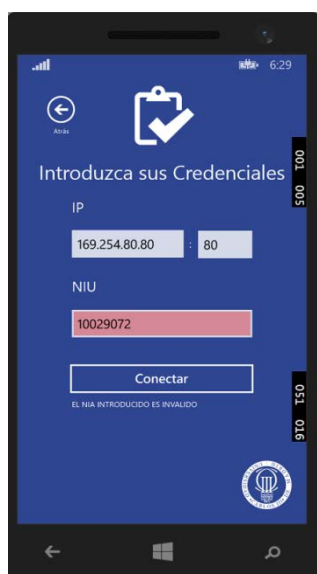 6:29
Atrás
Introduzca sus Credenciales
IP
169.254.80.80 : 80
NIU
10029072
Conectar
EL NIA INTRODUCIDO ES INVALIDO
001 005
051 016